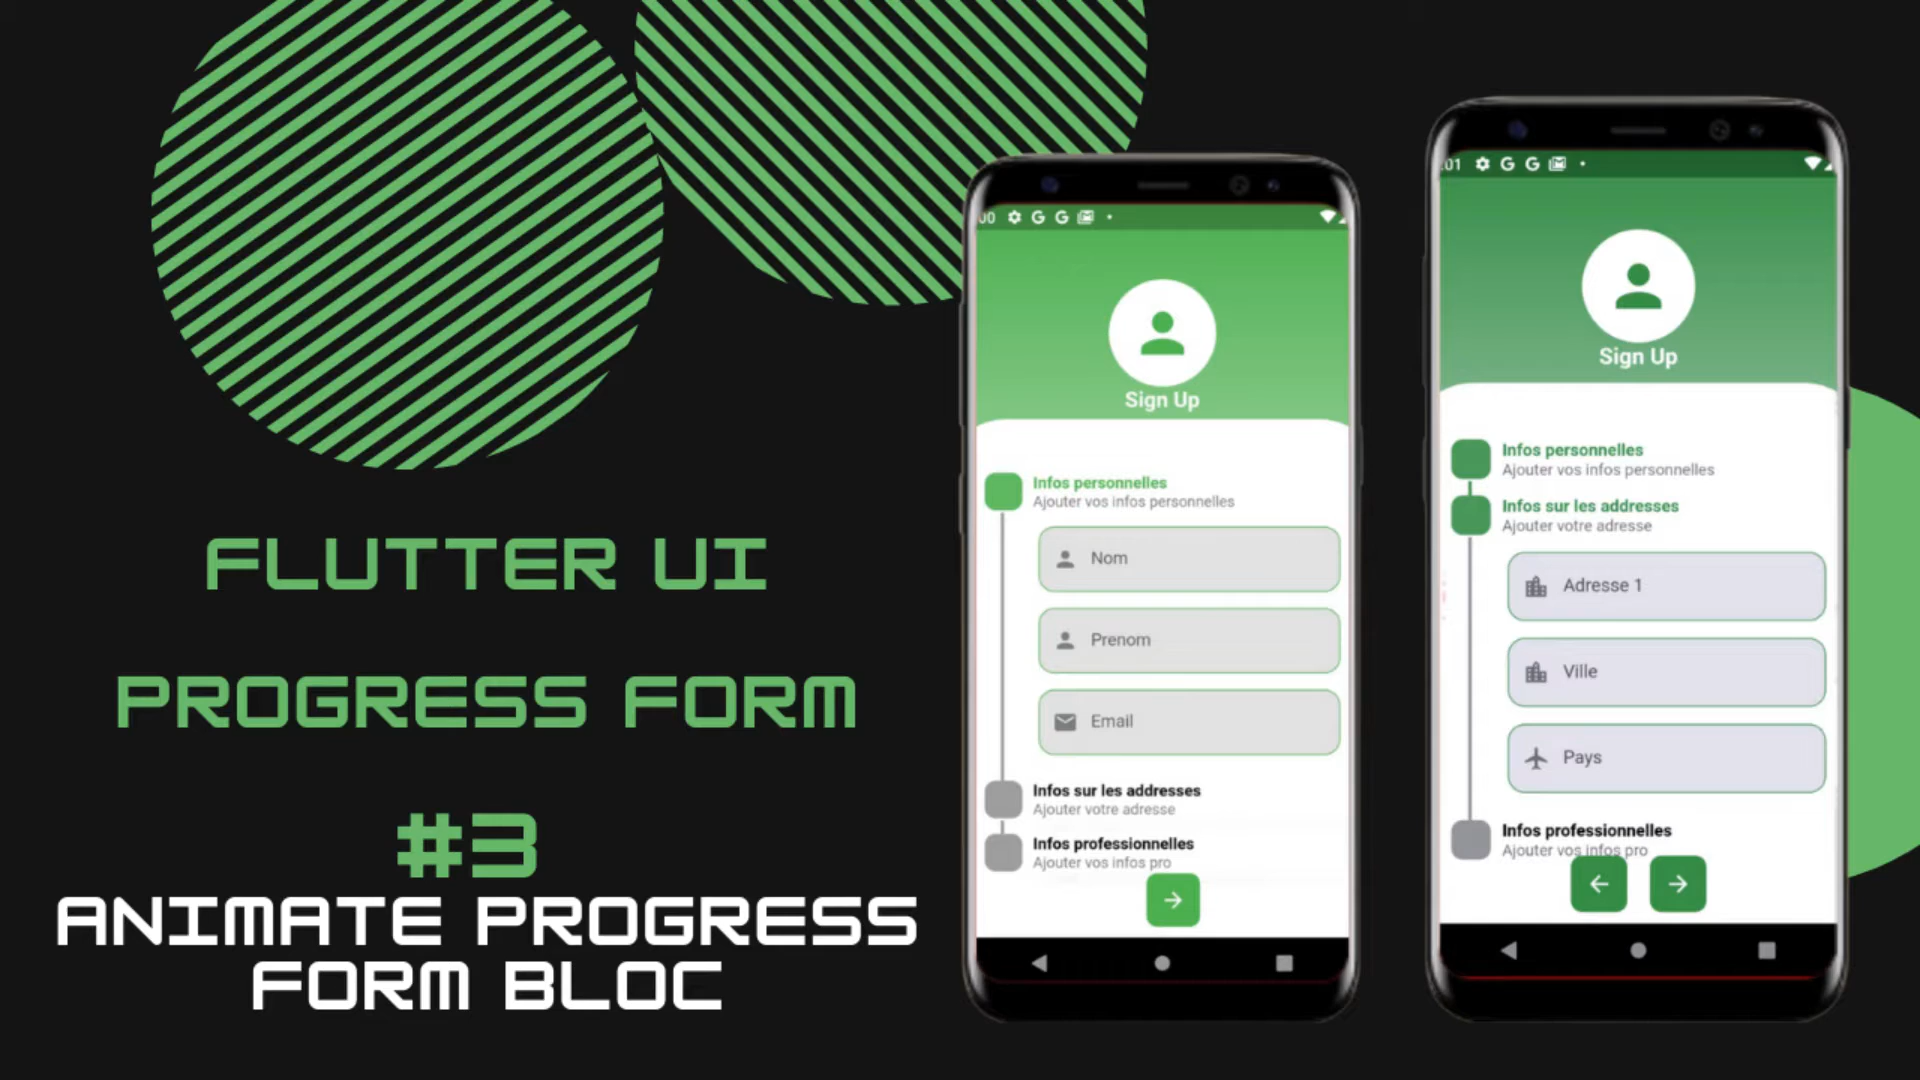 FLUTTER UI
PROGRESS FORM
#3
ANIMATE PROGRESS
FORM BLOC
00 G G
Sign Up
Infos personnelles
Ajouter vos infos personnelles
Nom
Prenom
Email
Infos sur les addresses
Ajouter votre adresse
Infos professionnelles
Ajouter vos infos pro
:01 G G
Sign Up
Infos personnelles
Ajouter vos infos personnelles
Infos sur les addresses
Ajouter votre adresse
Adresse 1
Ville
Pays
Infos professionnelles
Ajouter vos infos pro